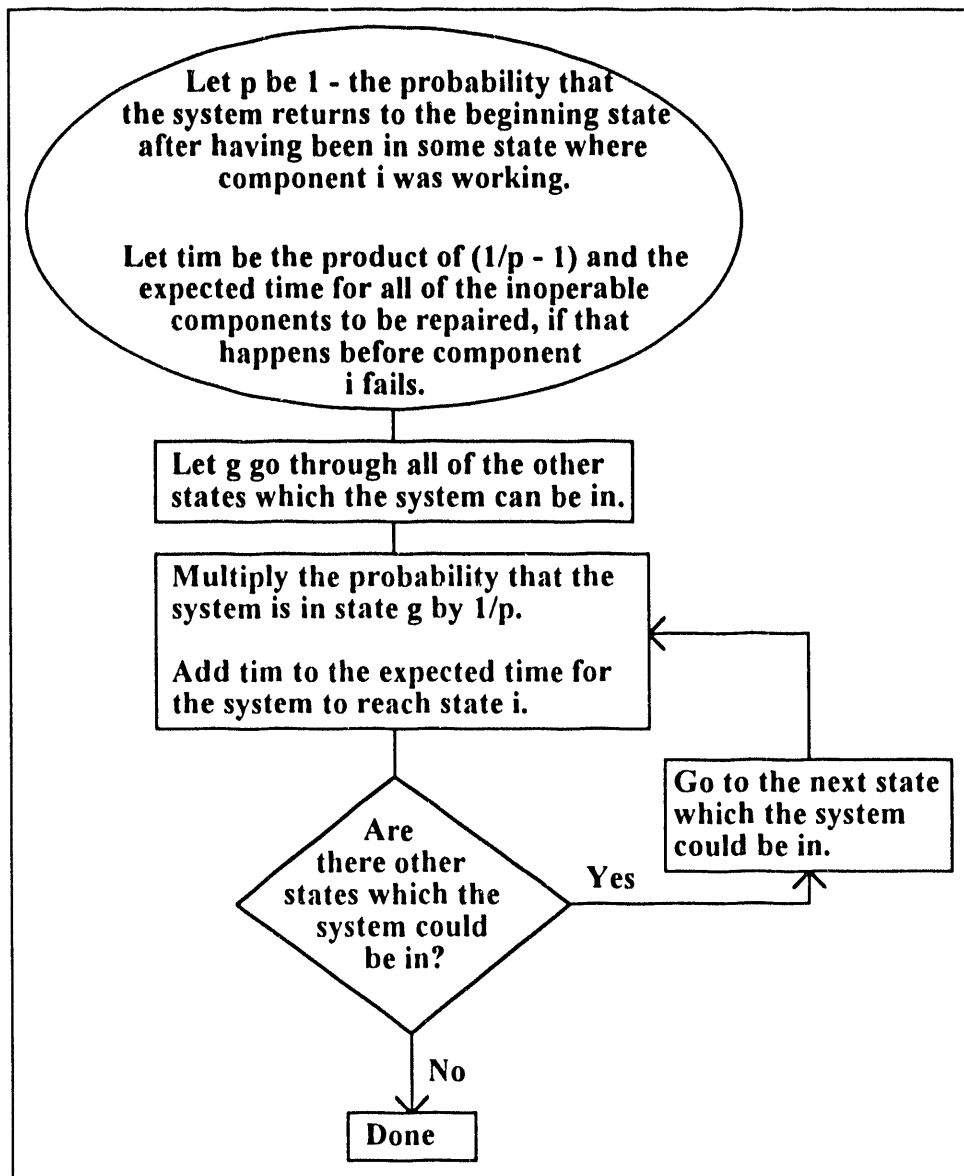 Let p be 1 - the probability that
the system returns to the beginning state
after having been in some state where
component i was working.
Let tim be the product of (1/p - 1) and the
expected time for all of the inoperable
components to be repaired, if that
happens before component
i fails.
Let g go through all of the other
states which the system can be in.
Multiply the probability that the
system is in state g by 1/p.
Add tim to the expected time for
the system to reach state i.
Go to the next state
which the system
could be in.
Are
there other
states which the
system could
be in?
Yes
No
Done